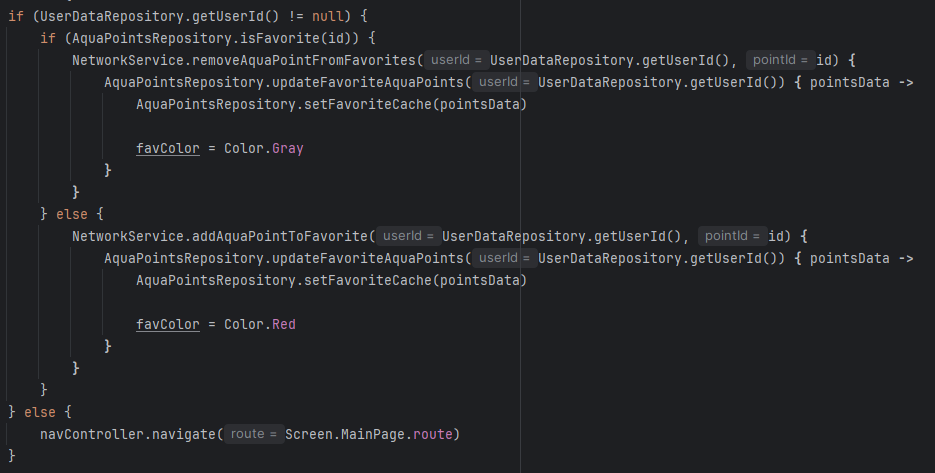 if (UserDataRepository.getUserId() != null) {
if (AquaPointsRepository.isFavorite(id)) {
NetworkService.removeAquaPointFromFavorites( userId = UserDataRepository.getUserId(), pointId = id) {
AquaPointsRepository.updateFavoriteAquaPoints( userId = UserDataRepository.getUserId()) { pointsData ->
AquaPointsRepository.setFavoriteCache(pointsData)
favColor = Color.Gray
}
}
} else {
NetworkService.addAquaPointToFavorite( userId = UserDataRepository.getUserId(), pointId = id) {
AquaPointsRepository.updateFavoriteAquaPoints( userId = UserDataRepository.getUserId()) { pointsData ->
AquaPointsRepository.setFavoriteCache(pointsData)
favColor = Color.Red
}
}
}
} else {
navController.navigate( route = Screen.MainPage.route)
}